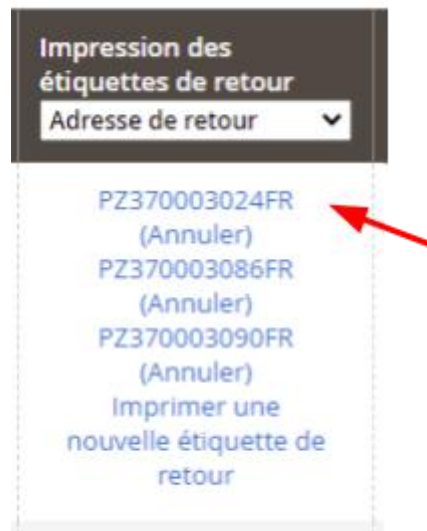 Impression des
étiquettes de retour
Adresse de retour
PZ370003024FR
(Annuler)
PZ370003086FR
(Annuler)
PZ370003090FR
(Annuler)
Imprimer une
nouvelle étiquette de
retour